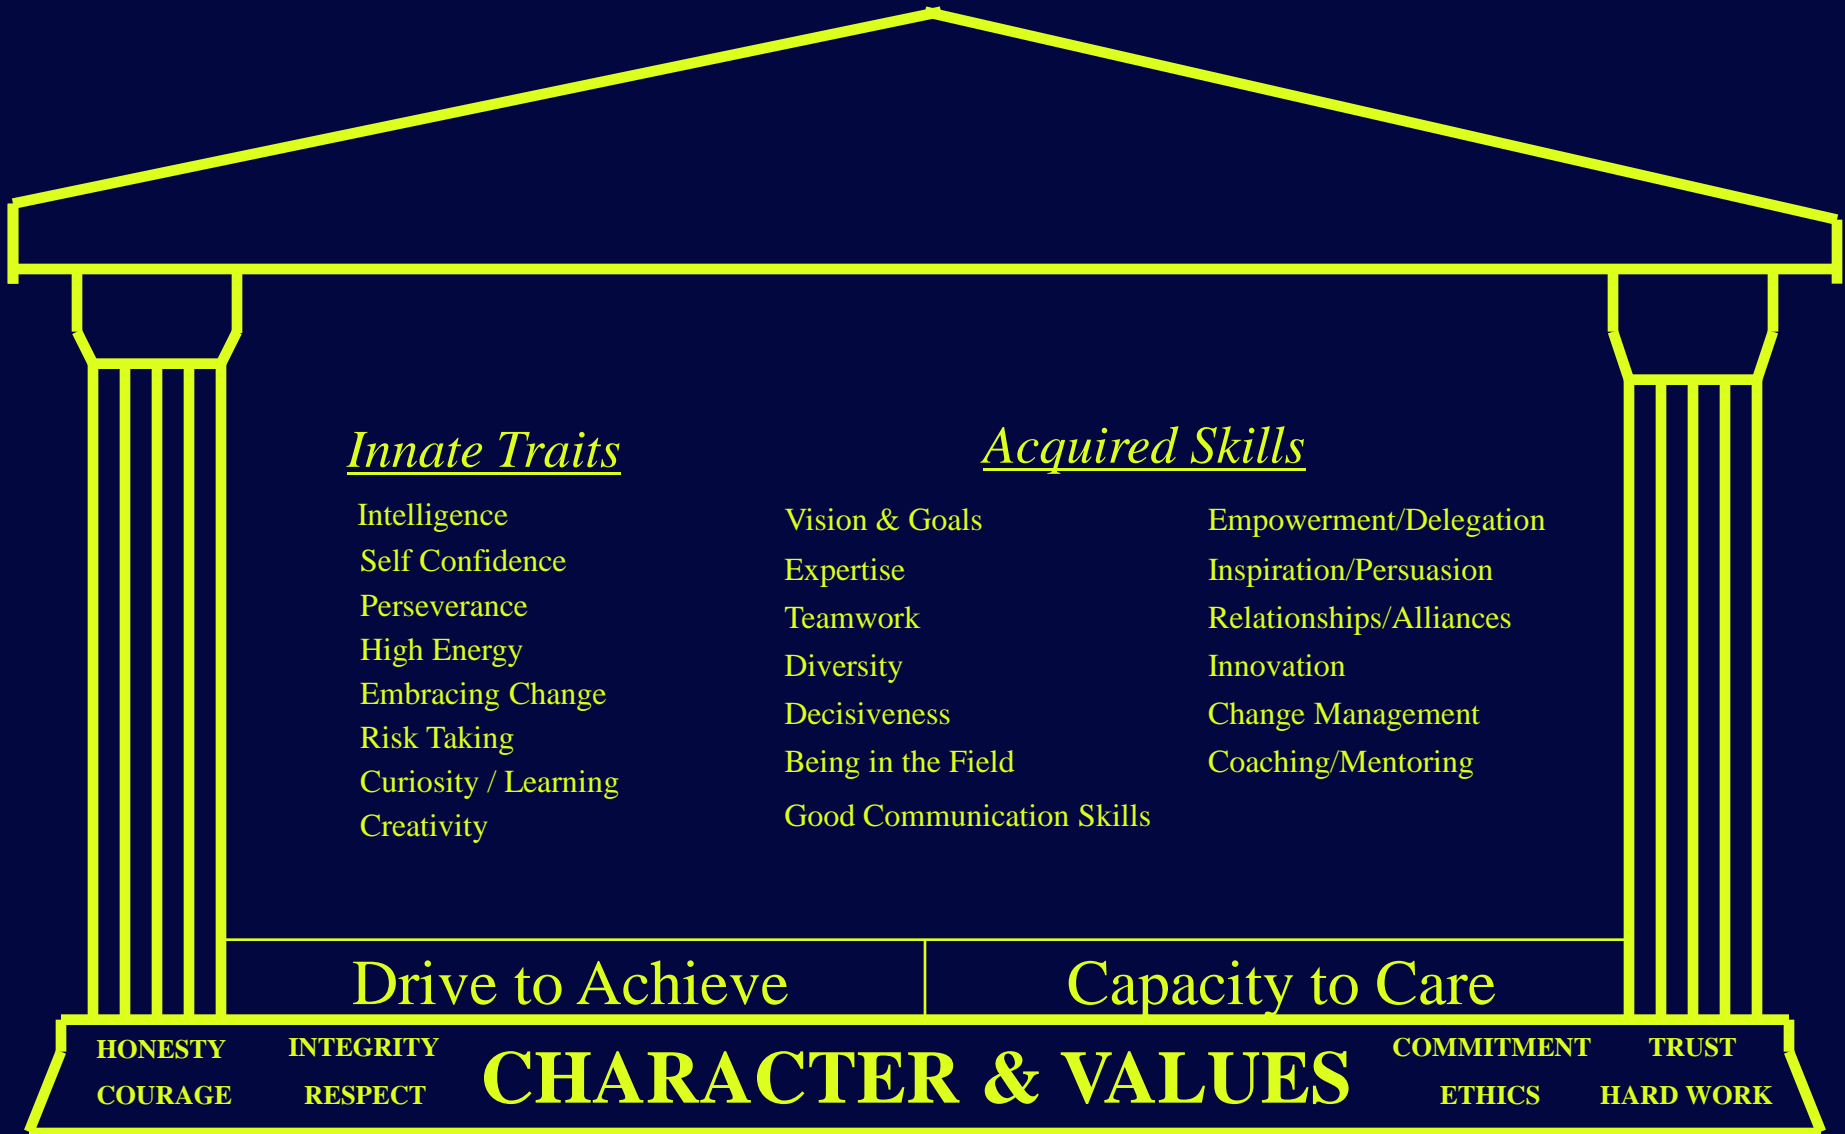 Innate Traits
Intelligence
Self Confidence
Perseverance
High Energy
Embracing Change
Risk Taking
Curiosity / Learning
Creativity
Acquired Skills
Vision & Goals
Expertise
Teamwork
Diversity
Decisiveness
Being in the Field
Good Communication Skills
Empowerment/Delegation
Inspiration/Persuasion
Relationships/Alliances
Innovation
Change Management
Coaching/Mentoring
Drive to Achieve
Capacity to Care
HONESTY
INTEGRITY
COURAGE
RESPECT
CHARACTER & VALUES
COMMITMENT
TRUST
ETHICS
HARD WORK